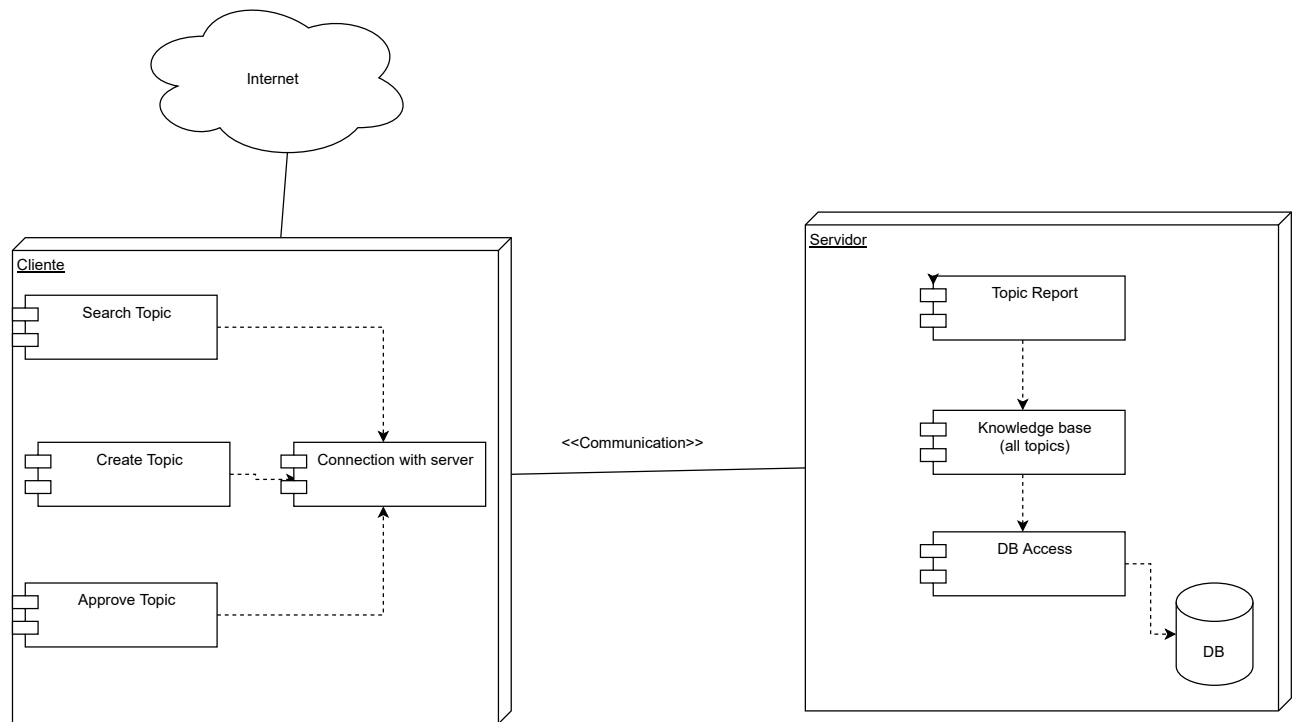 Internet
Cliente
Search Topic
Create Topic
Connection with server
Approve Topic
<<Communication>>
Servidor
Topic Report
Knowledge base
(all topics)
DB Access
DB